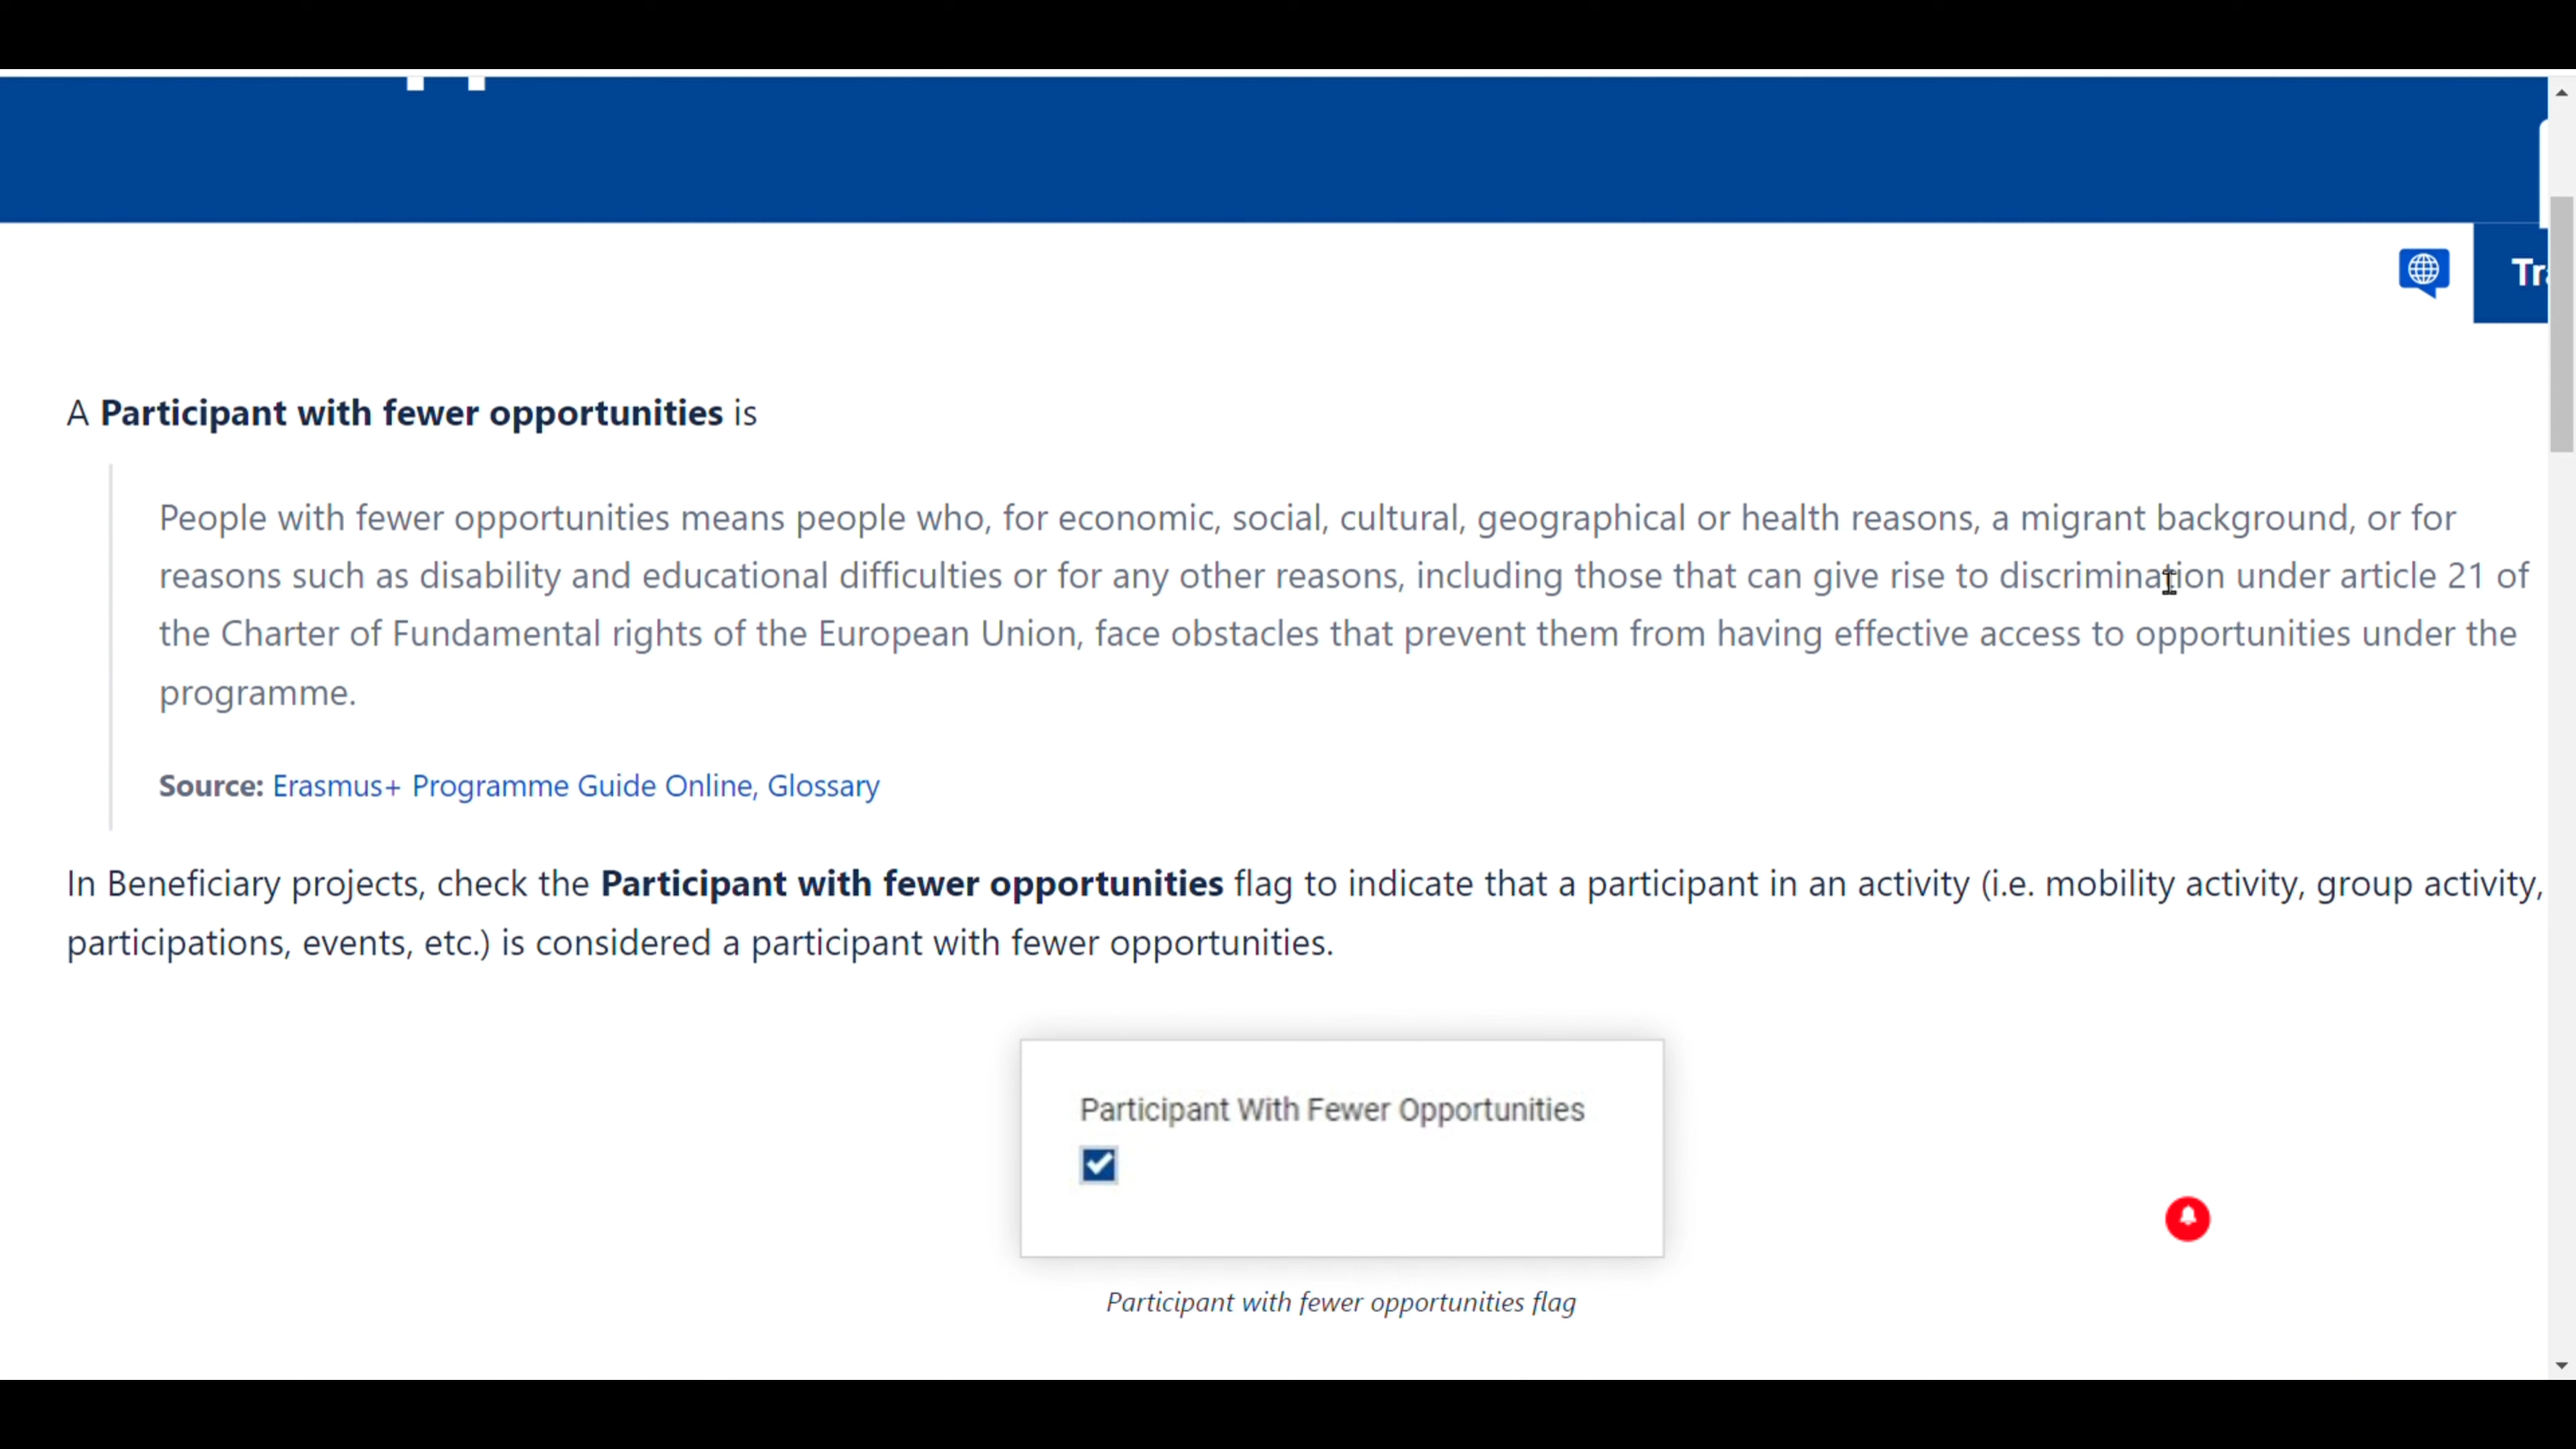 A Participant with fewer opportunities is
People with fewer opportunities means people who, for economic, social, cultural, geographical or health reasons, a migrant background, or for
reasons such as disability and educational difficulties or for any other reasons, including those that can give rise to discrimination under article 21 of
the Charter of Fundamental rights of the European Union, face obstacles that prevent them from having effective access to opportunities under the
programme.
Source: Erasmus+ Programme Guide Online, Glossary
In Beneficiary projects, check the Participant with fewer opportunities flag to indicate that a participant in an activity (i.e. mobility activity, group activity,
participations, events, etc.) is considered a participant with fewer opportunities.
Participant With Fewer Opportunities
Participant with fewer opportunities flag